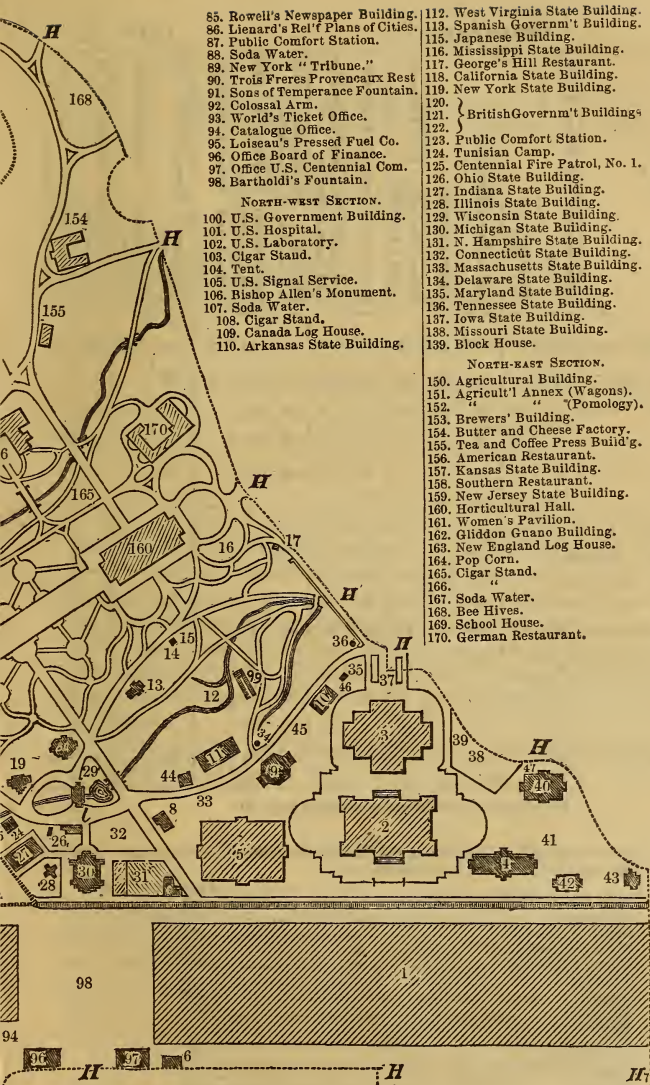 85. Rowell's Newspaper Building.
86. Lienard's Rel'f Plans of Cities.
87. Public Comfort Station.
88. Soda Water.
89. New York "Tribune."
90. Trois Freres Provencaux Rest
91. Sons of Temperance Fountain.
92. Colossal Arm.
93. World's Ticket Office.
94. Catalogue Office.
95. Loiseau's Pressed Fuel Co.
96. Office Board of Finance.
97. Office U.S. Centennial Com.
98. Bartholdi's Fountain.
NORTH-WEST SECTION.
100. U.S. Government Building.
101. U.S. Hospital.
102. U.S. Laboratory.
103. Cigar Stand.
104. Tent.
105. U.S. Signal Service.
106. Bishop Allen's Monument.
107. Soda Water.
108. Cigar Stand.
109. Canada Log House.
110. Arkansas State Building.
112. West Virginia State Building.
113. Spanish Governm't Building.
115. Japanese Building.
116. Mississippi State Building.
117. George's Hill Restaurant.
118. California State Building.
119. New York State Building.
120.
121. British Governm't Buildings
122.
123. Public Comfort Station.
124. Tunisian Camp.
125. Centennial Fire Patrol, No. 1.
126. Ohio State Building.
127. Indiana State Building.
128. Illinois State Building.
129. Wisconsin State Building.
130. Michigan State Building.
131. N. Hampshire State Building.
132. Connecticut State Building.
133. Massachusetts State Building.
134. Delaware State Building.
135. Maryland State Building.
136. Tennessee State Building.
137. Iowa State Building.
138. Missouri State Building.
139. Block House.
NORTH-EAST SECTION.
150. Agricultural Building.
151. Agricult'l Annex (Wagons).
152. " " "(Pomology).
153. Brewers' Building.
154. Butter and Cheese Factory.
155. Tea and Coffee Press Build'g.
156. American Restaurant.
157. Kansas State Building.
158. Southern Restaurant.
159. New Jersey State Building.
160. Horticultural Hall.
161. Women's Pavilion.
162. Gliddon Guano Building.
163. New England Log House.
164. Pop Corn.
165. Cigar Stand.
166. "
167. Soda Water.
168. Bee Hives.
169. School House.
170. German Restaurant.
H
168
154
H
155
170
6
165
H
160
16
17
H
36
H
15
14
35
37
13
12
99
46
10
3
45
39
38
H
34
19
11
9
47
40
29
44
33
8
2
32
5
41
24
26
27
4
28
30
31
42
43
98
1
94
96
97
6
H
H
H
7